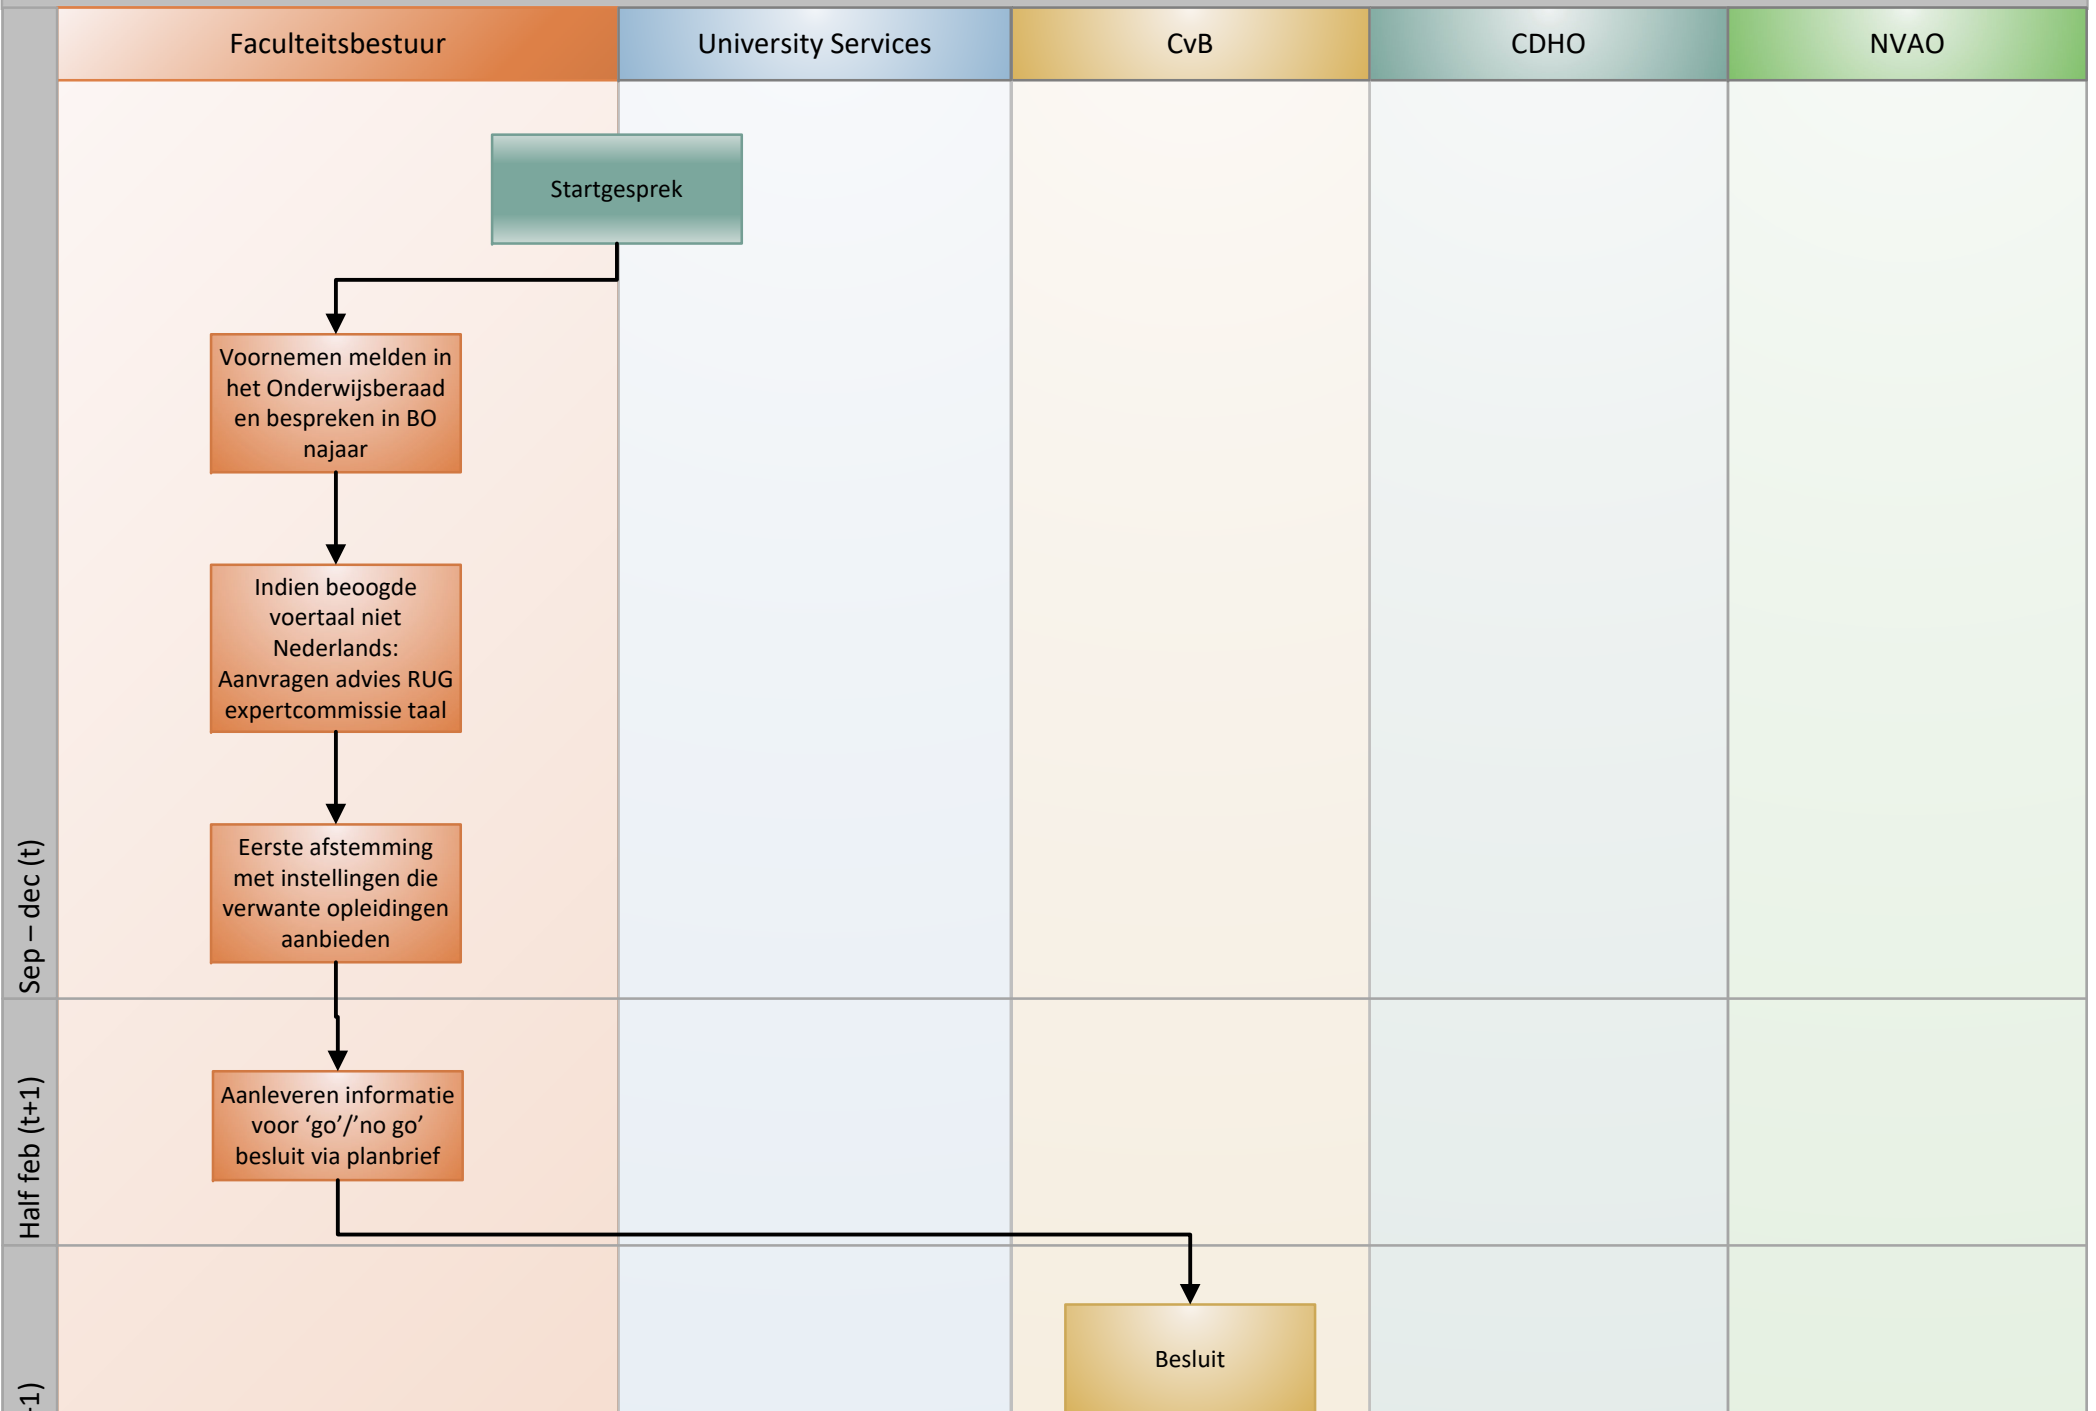 Faculteitsbestuur
University Services
CvB
CDHO
NVAO
Startgesprek
Voornemen melden in
het Onderwijsberaad
en bespreken in BO
najaar
Indien beoogde
voertaal niet
Nederlands:
Aanvragen advies RUG
expertcommissie taal
Eerste afstemming
met instellingen die
verwante opleidingen
aanbieden
Sep – dec (t)
Aanleveren informatie
voor ‘go’/’no go’
besluit via planbrief
Half feb (t+1)
Besluit